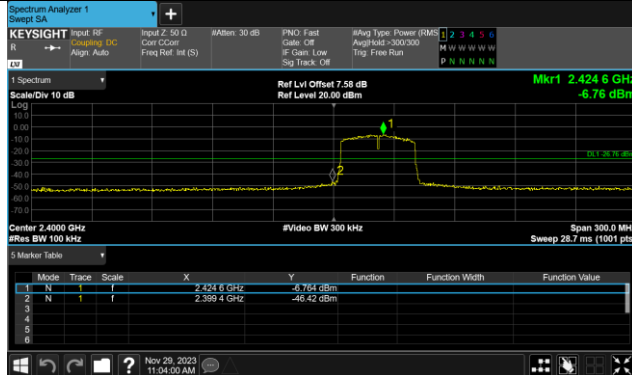 Spectrum Analyzer 1
Swept SA
+
KEYSIGHT Input: RF Input Z: 50 Ω #Atten: 30 dB PNO: Fast #Avg Type: Power (RMS 1 2 3 4 5 6
R Coupling: DC Corr CCorr Gate: Off Avg|Hold:>300/300 M W W W W W
Align: Auto Freq Ref: Int (S) IF Gain: Low Trig: Free Run
Sig Track: Off P N N N N N
LXI
1 Spectrum Ref Lvl Offset 7.58 dB Mkr1 2.424 6 GHz
Scale/Div 10 dB Ref Level 20.00 dBm -6.76 dBm
Log
10.0
0.00
-10.0
-20.0
-30.0
-40.0
-50.0
-60.0
-70.0
1
2
DL1 -26.76 dBm
Center 2.4000 GHz #Video BW 300 kHz Span 300.0 MH
#Res BW 100 kHz Sweep 28.7 ms (1001 pts
5 Marker Table
Mode Trace Scale X Y Function Function Width Function Value
1 N 1 f 2.424 6 GHz -6.764 dBm
2 N 1 f 2.399 4 GHz -46.42 dBm
3
4
5
6
? Nov 29, 2023
11:04:00 AM